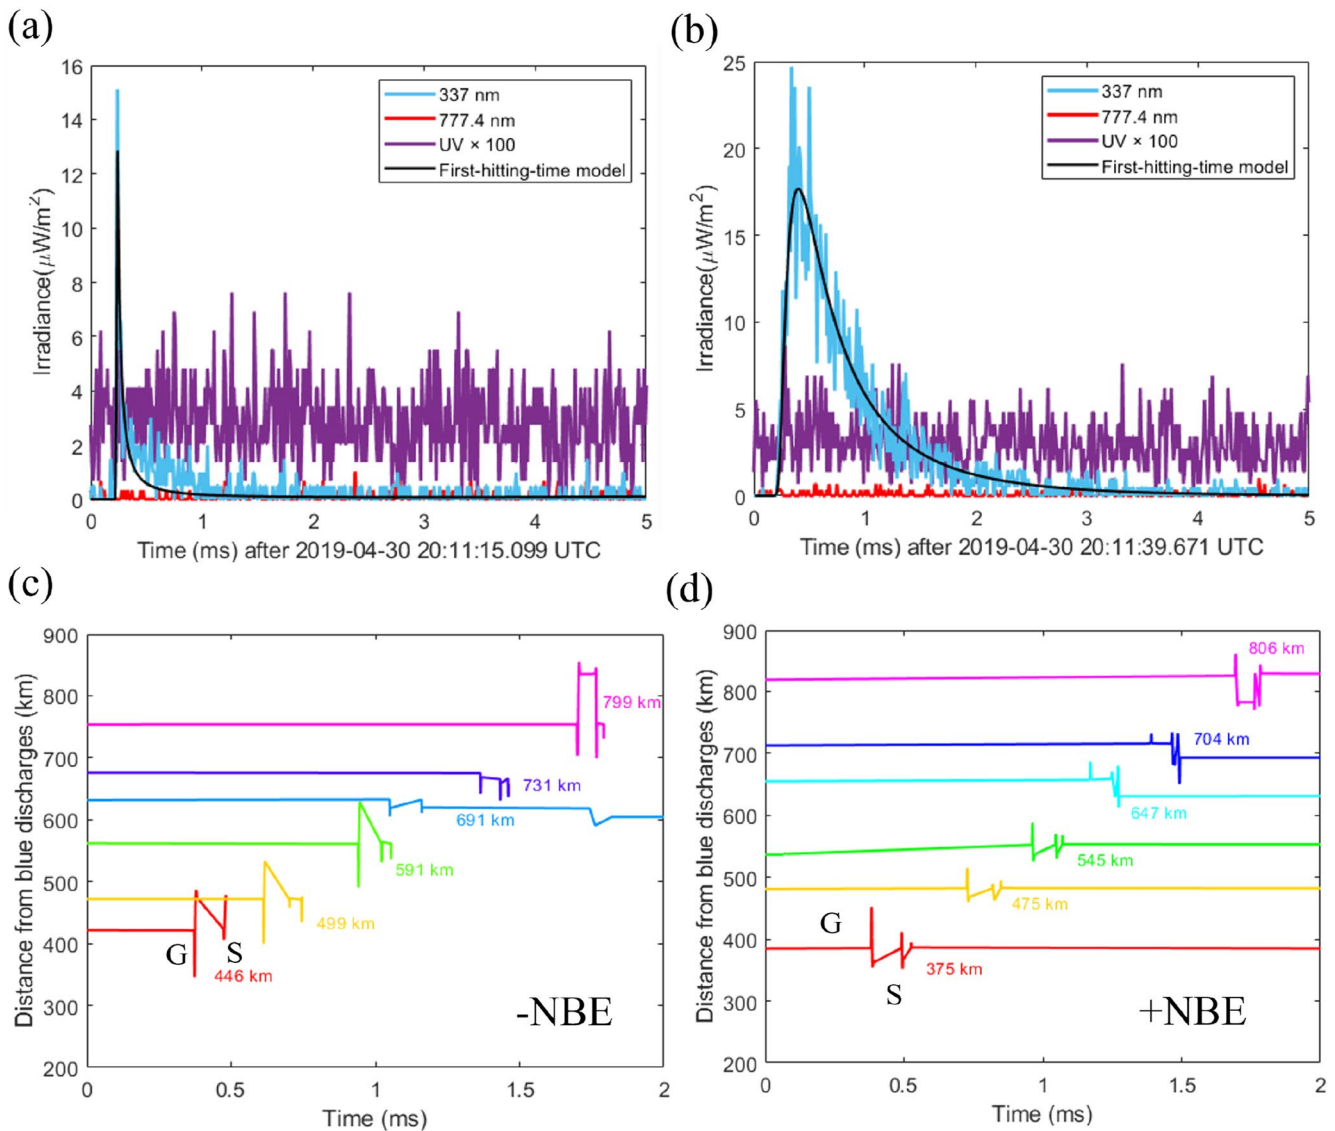 (a)
16
14
12
10
8
6
4
2
0
Irradiance(μW/m²)
337 nm
777.4 nm
UV × 100
First-hitting-time model
0 1 2 3 4 5
Time (ms) after 2019-04-30 20:11:15.099 UTC
(b)
25
20
15
10
5
0
Irradiance(μW/m²)
337 nm
777.4 nm
UV × 100
First-hitting-time model
0 1 2 3 4 5
Time (ms) after 2019-04-30 20:11:39.671 UTC
(c)
900
800
700
600
500
400
300
200
Distance from blue discharges (km)
799 km
731 km
691 km
591 km
499 km
G S
446 km
-NBE
0 0.5 1 1.5 2
Time (ms)
(d)
900
800
700
600
500
400
300
200
Distance from blue discharges (km)
806 km
704 km
647 km
545 km
475 km
G
375 km
S
+NBE
0 0.5 1 1.5 2
Time (ms)